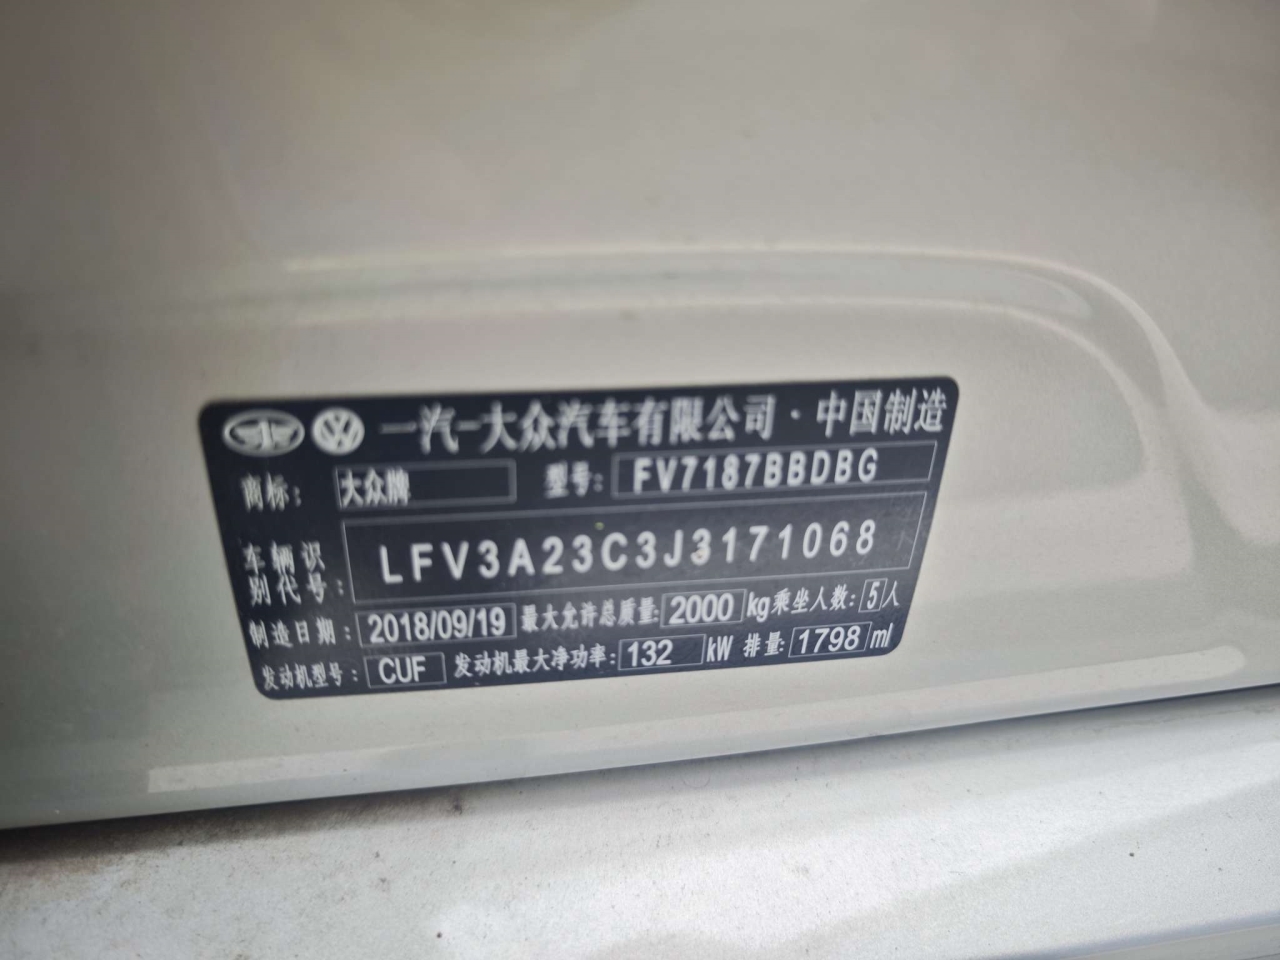 一汽-大众汽车有限公司·中国制造
商标: 大众牌 型号: FV7187BBDBG
车辆识
别代号: LFV3A23C3J3171068
制造日期: 2018/09/19 最大允许总质量: 2000 kg 乘坐人数: 5 人
发动机型号: CUF 发动机最大净功率: 132 kW 排量: 1798 ml